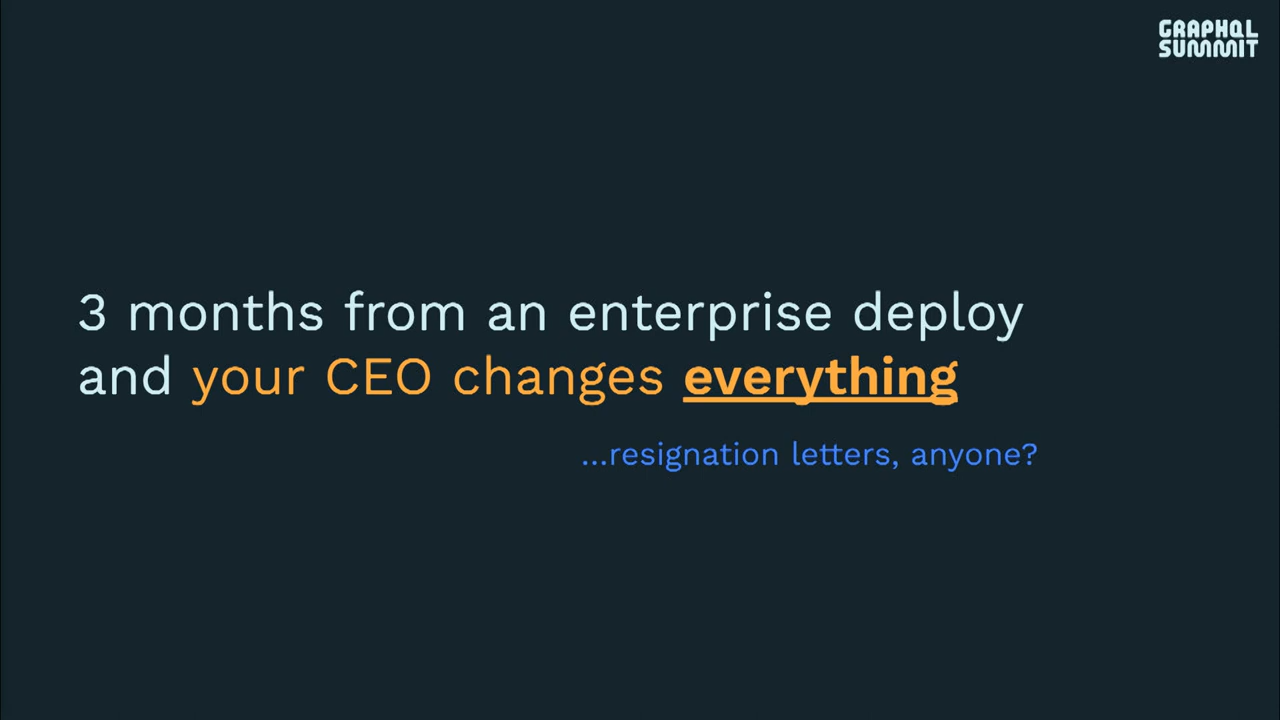 GRAPHQL
SUMMIT
3 months from an enterprise deploy
and your CEO changes everything
...resignation letters, anyone?